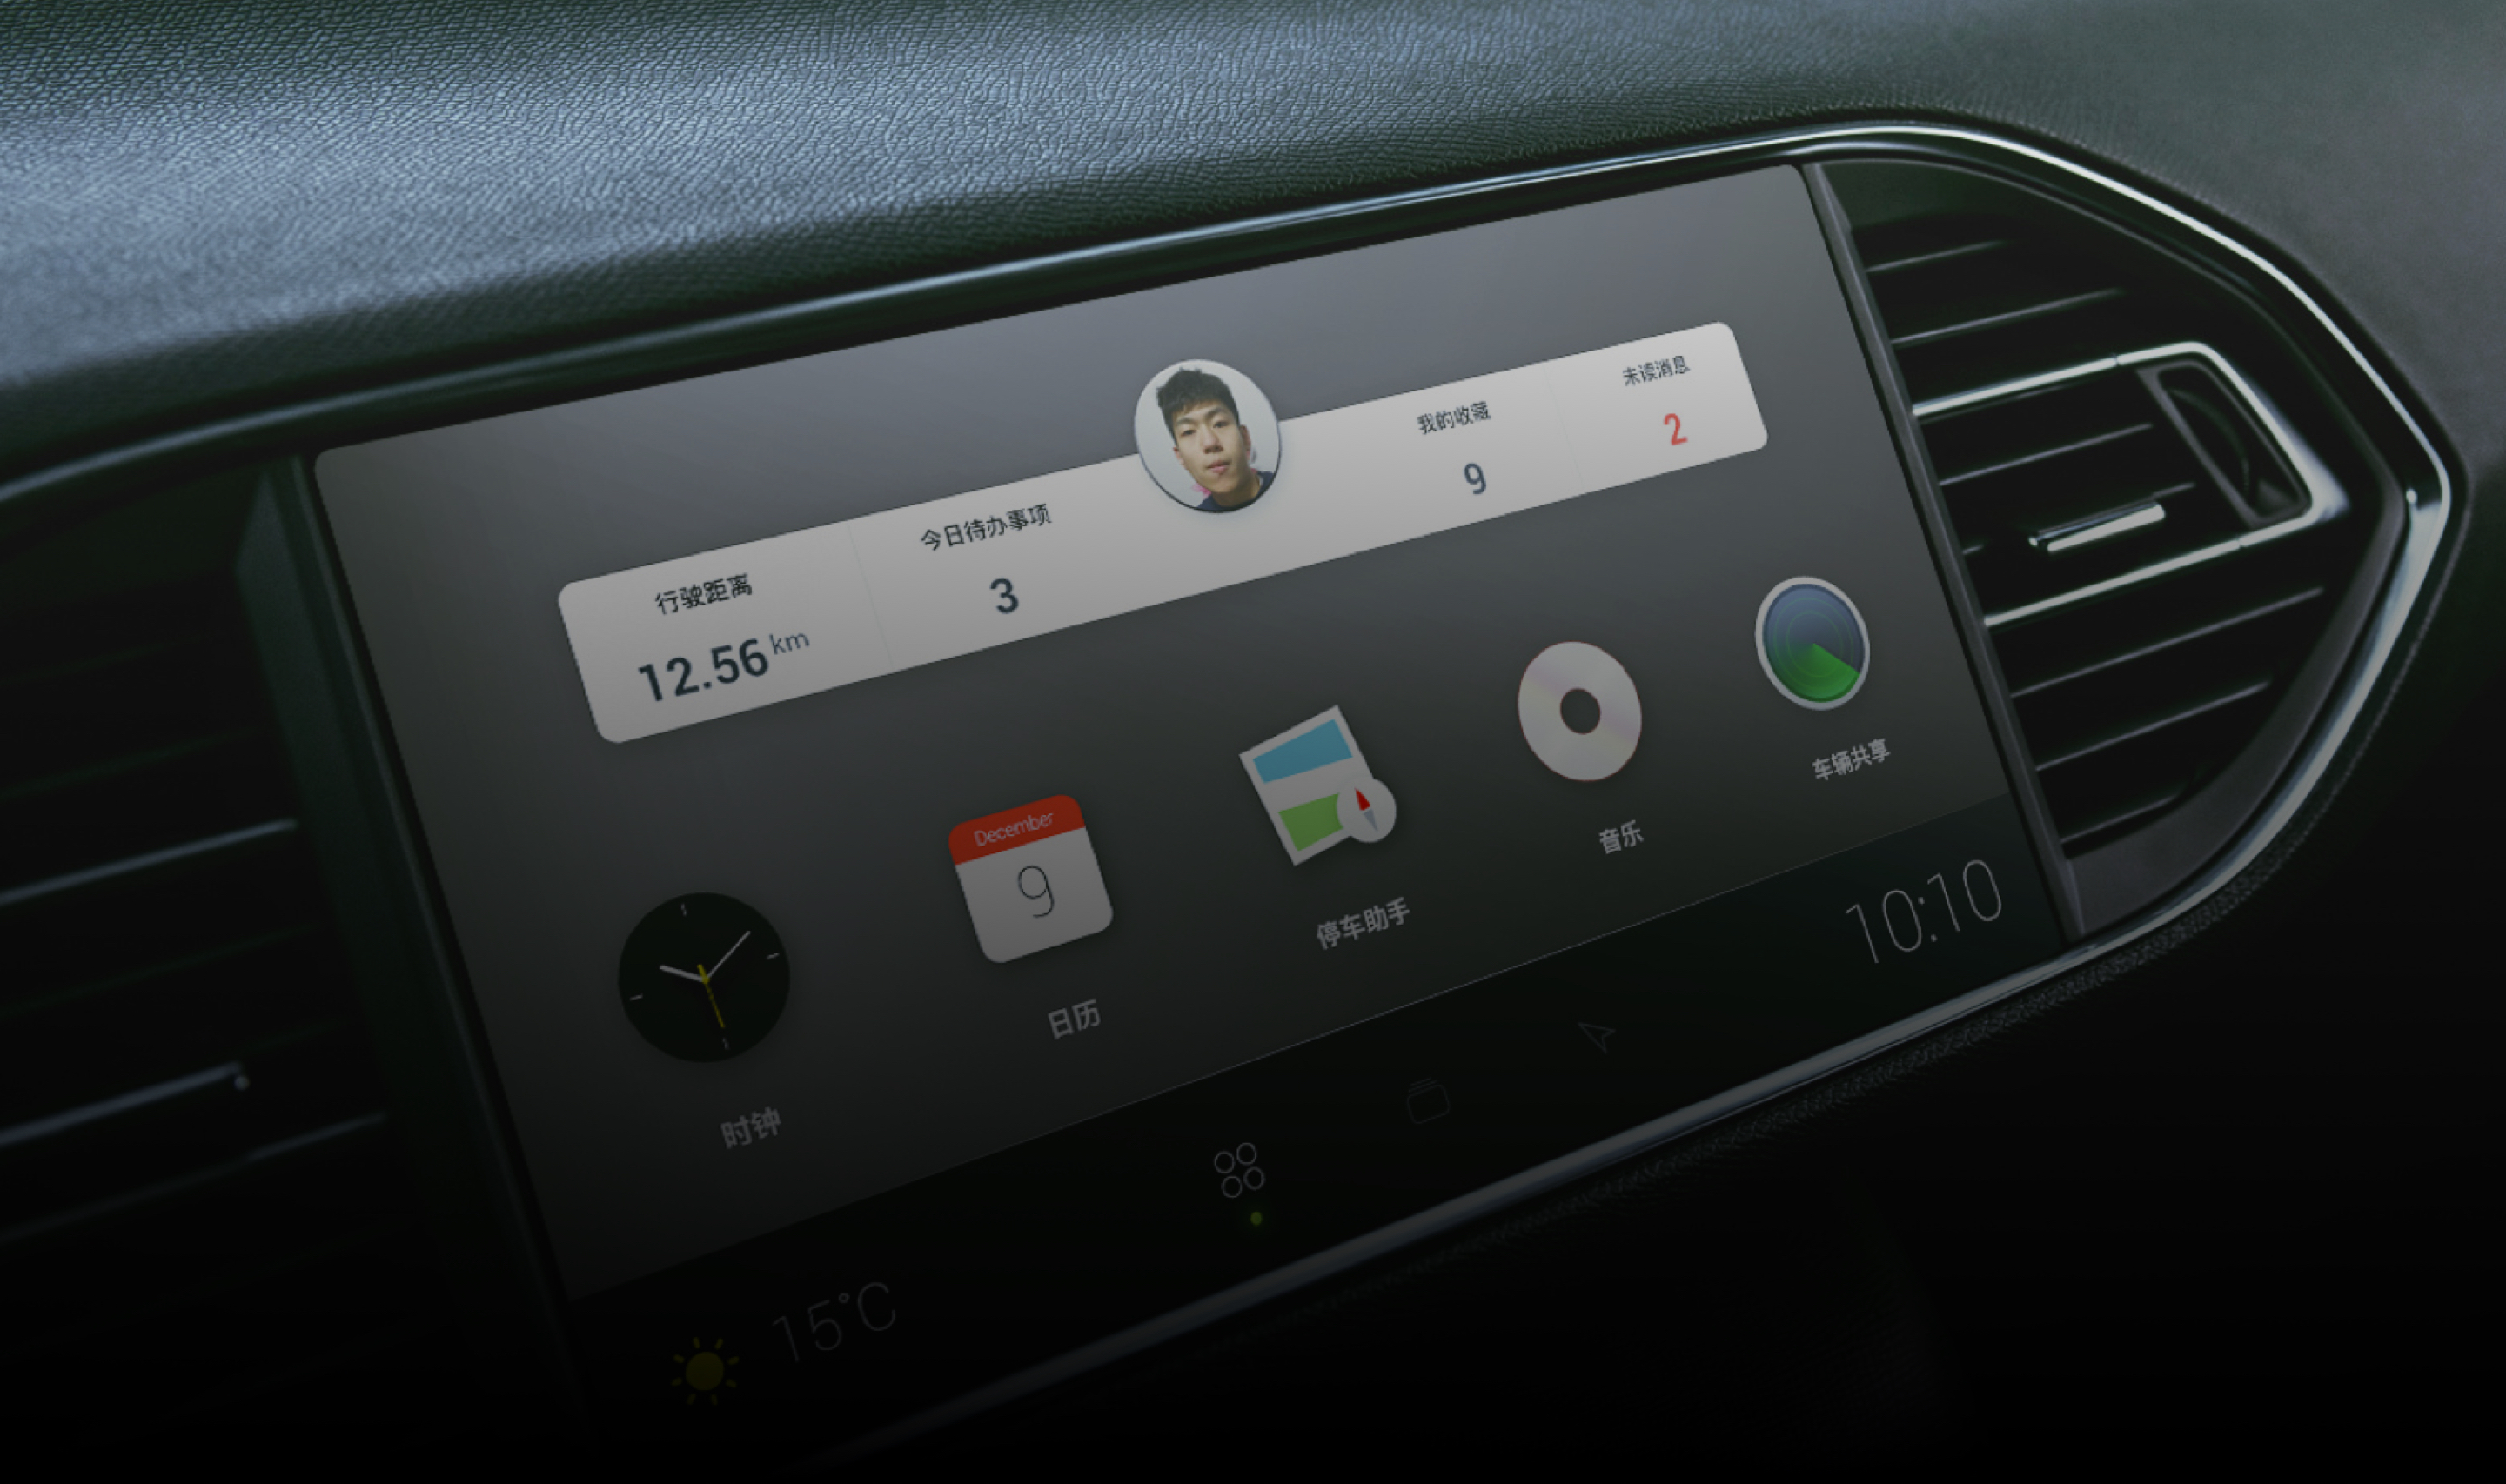 行驶距离
12.56 km
今日待办事项
3
我的收藏
9
未读消息
2
时钟
December
9
日历
停车助手
音乐
车辆共享
15°C
10:10